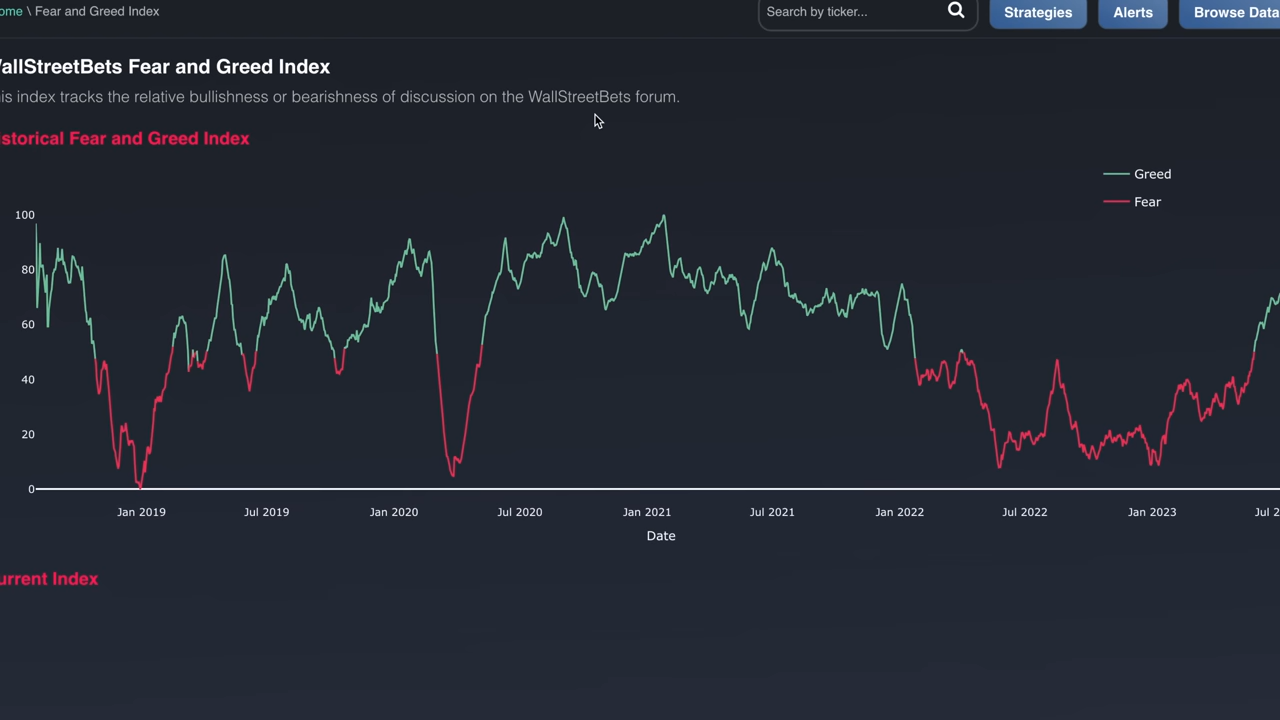 ome \ Fear and Greed Index
Search by ticker...
Strategies
Alerts
Browse Data
allStreetBets Fear and Greed Index
is index tracks the relative bullishness or bearishness of discussion on the WallStreetBets forum.
storical Fear and Greed Index
Greed
Fear
100
80
60
40
20
0
Jan 2019 Jul 2019 Jan 2020 Jul 2020 Jan 2021 Jul 2021 Jan 2022 Jul 2022 Jan 2023 Jul 2
Date
urrent Index